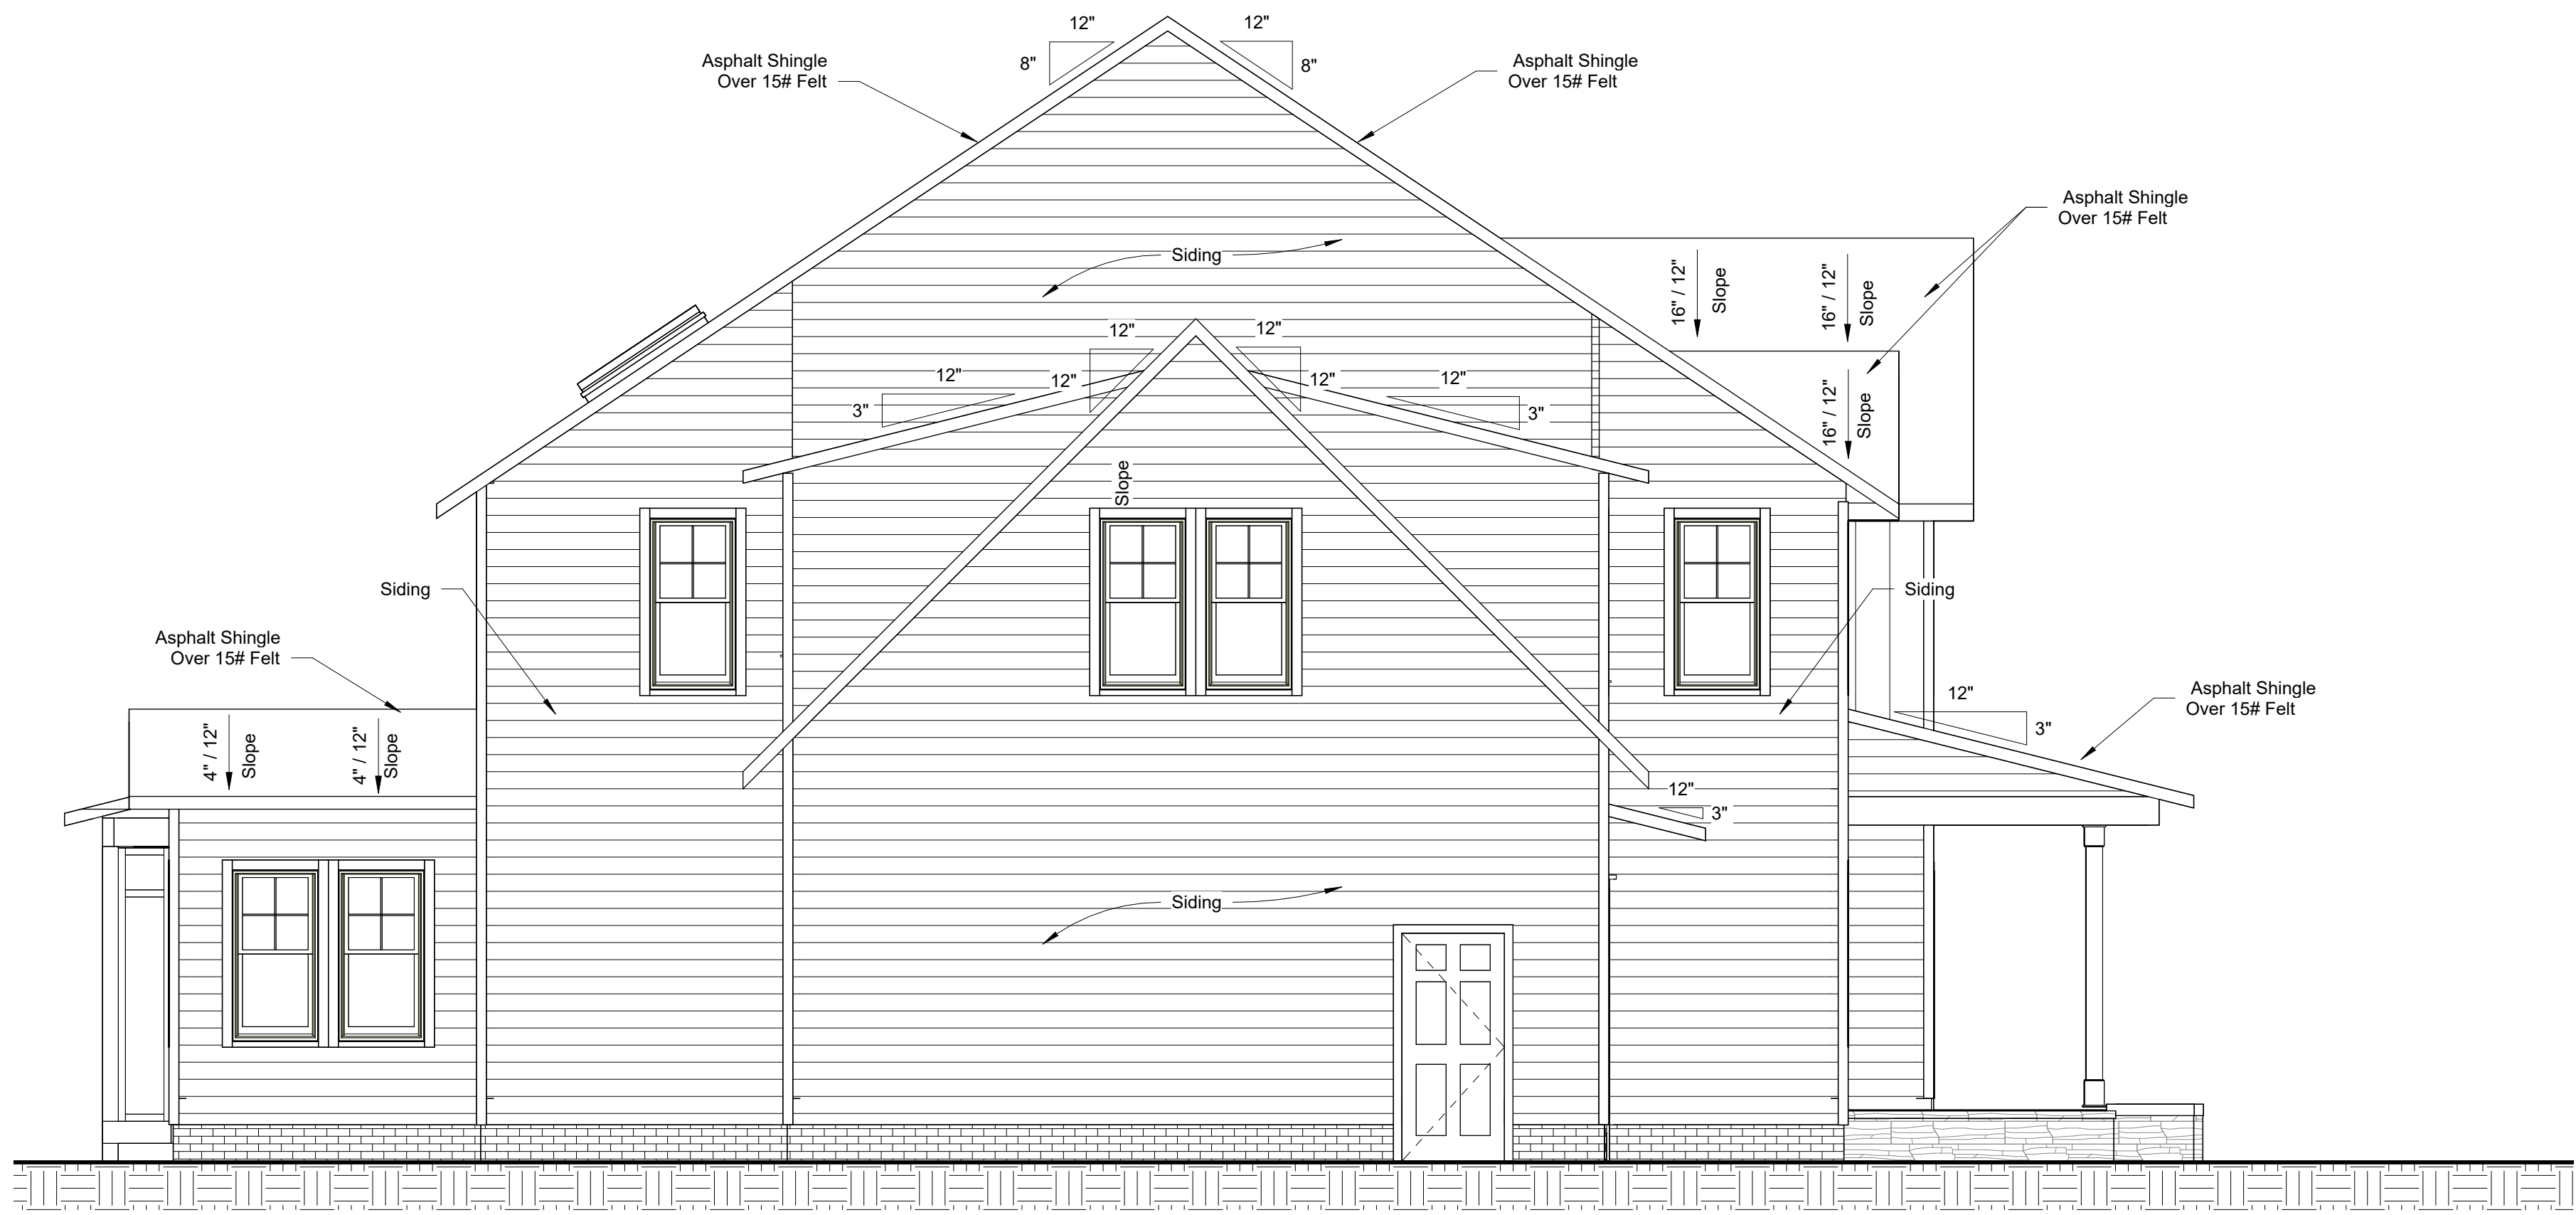 12"
12"
8"
8"
Asphalt Shingle
Over 15# Felt
Asphalt Shingle
Over 15# Felt
Asphalt Shingle
Over 15# Felt
Siding
16" / 12"
Slope
16" / 12"
Slope
12"
12"
12"
12"
12"
12"
3"
3"
16" / 12"
Slope
Slope
Siding
Siding
Asphalt Shingle
Over 15# Felt
12"
3"
Asphalt Shingle
Over 15# Felt
4" / 12"
Slope
4" / 12"
Slope
12"
3"
Siding